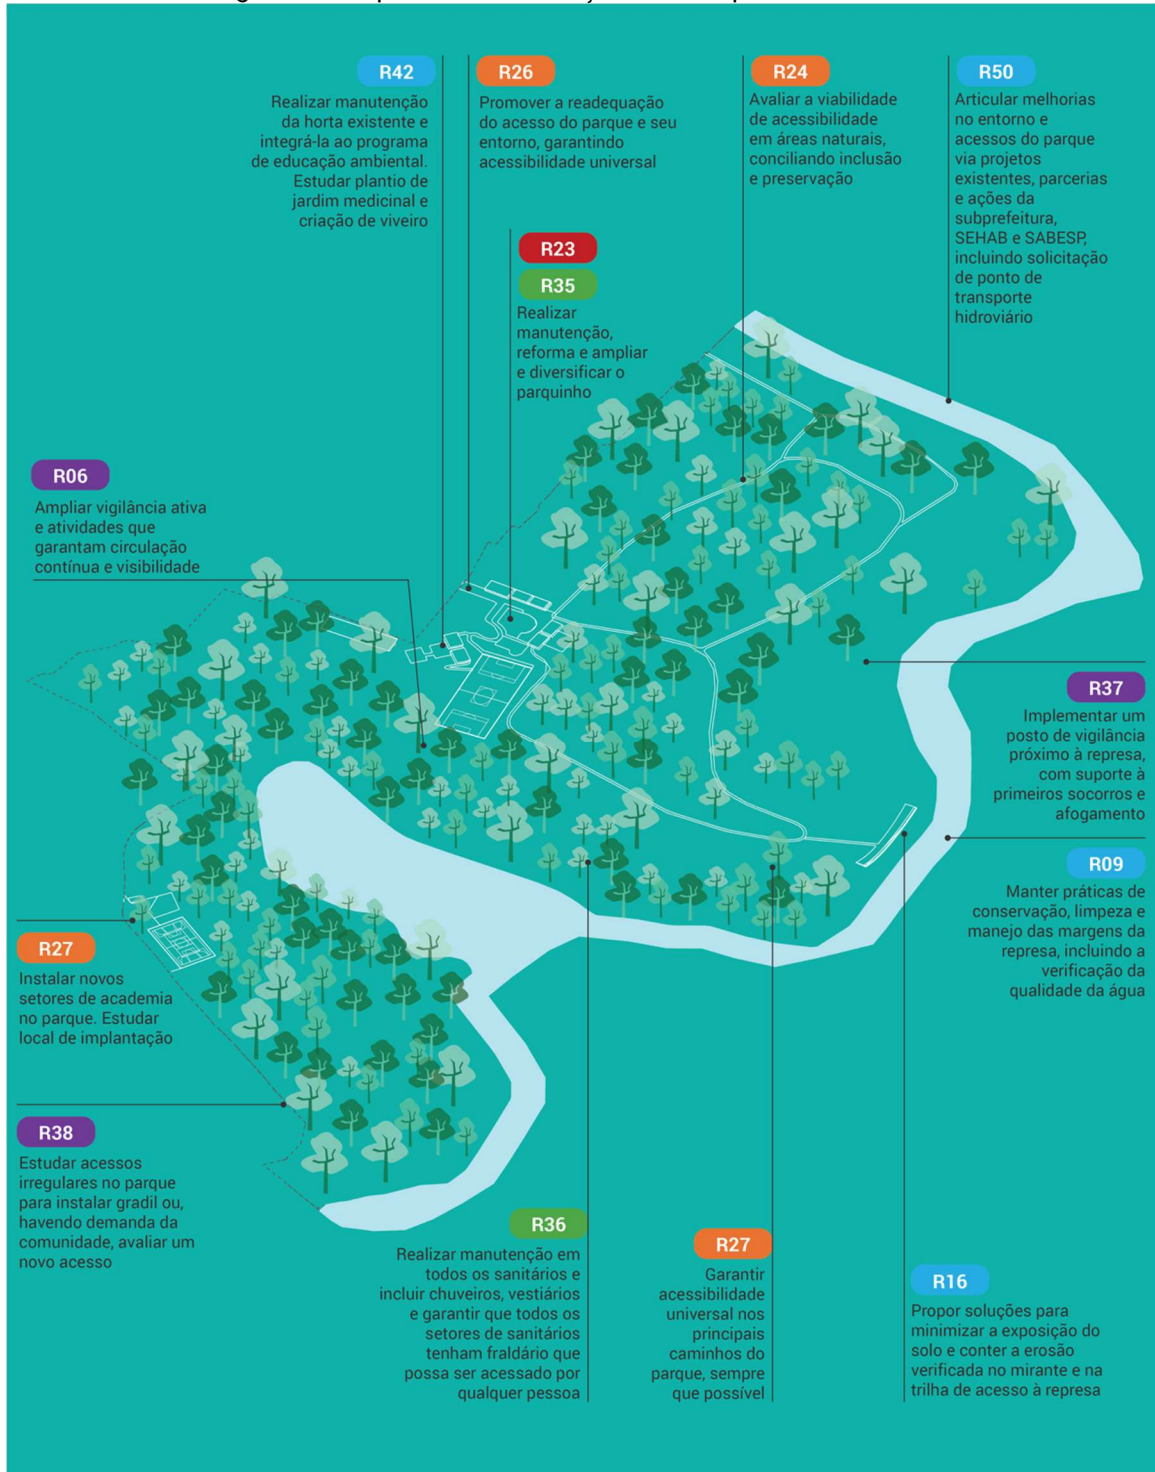 R42
Realizar manutenção
da horta existente e
integrá-la ao programa
de educação ambiental.
Estudar plantio de
jardim medicinal e
criação de viveiro
R26
Promover a readequação
do acesso do parque e seu
entorno, garantindo
acessibilidade universal
R24
Avaliar a viabilidade
de acessibilidade
em áreas naturais,
conciliando inclusão
e preservação
R50
Articular melhorias
no entorno e
acessos do parque
via projetos
existentes, parcerias
e ações da
subprefeitura,
SEHAB e SABESP,
incluindo solicitação
de ponto de
transporte
hidroviário
R23
R35
Realizar
manutenção,
reforma e ampliar
e diversificar o
parquinho
R06
Ampliar vigilância ativa
e atividades que
garantam circulação
contínua e visibilidade
R37
Implementar um
posto de vigilância
próximo à represa,
com suporte à
primeiros socorros e
afogamento
R09
Manter práticas de
conservação, limpeza e
manejo das margens da
represa, incluindo a
verificação da
qualidade da água
R27
Instalar novos
setores de academia
no parque. Estudar
local de implantação
R38
Estudar acessos
irregulares no parque
para instalar gradil ou,
havendo demanda da
comunidade, avaliar um
novo acesso
R36
Realizar manutenção em
todos os sanitários e
incluir chuveiros, vestiários
e garantir que todos os
setores de sanitários
tenham fraldário que
possa ser acessado por
qualquer pessoa
R27
Garantir
acessibilidade
universal nos
principais
caminhos do
parque, sempre
que possível
R16
Propor soluções para
minimizar a exposição do
solo e conter a erosão
verificada no mirante e na
trilha de acesso à represa